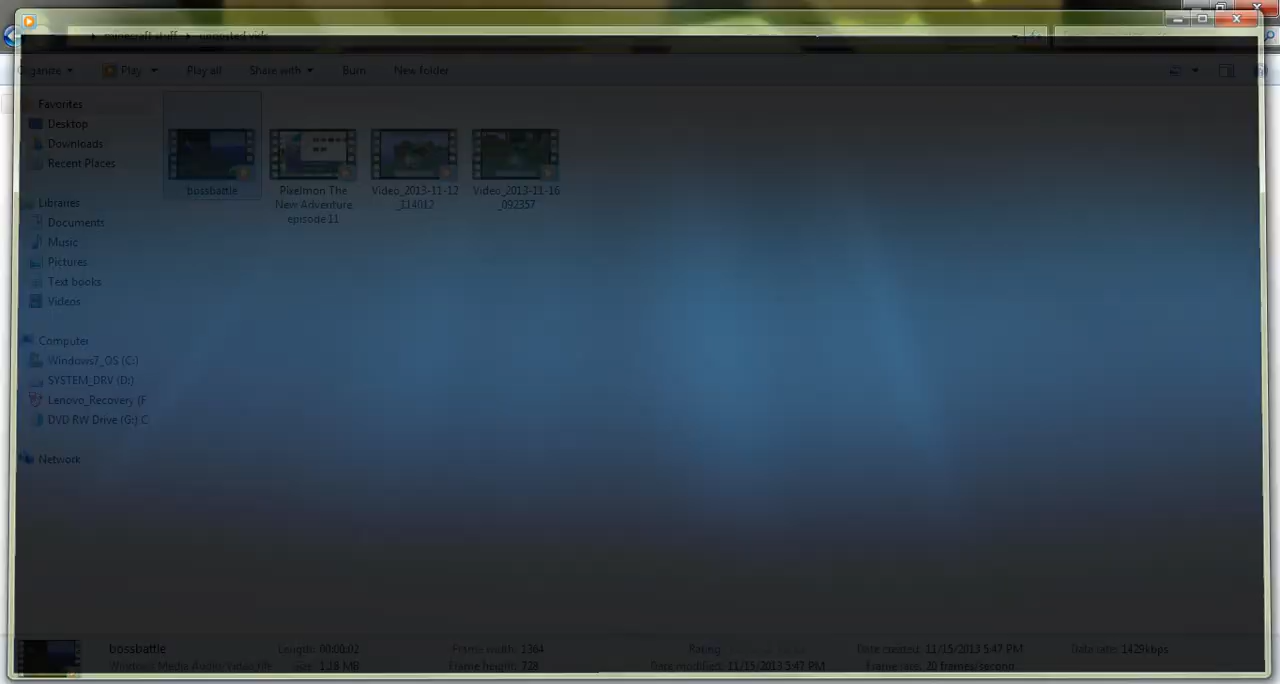 minecraft stuff
Organize Play Play all Share with Burn New folder
Favorites
Desktop
Downloads
Recent Places
Libraries
Documents
Music
Pictures
Text books
Videos
Computer
Windows7_OS (C:)
SYSTEM_DRV (D:)
Lenovo_Recovery (F
DVD RW Drive (G:) C
Network
bossbattle
Pixelmon The
New Adventure
episode 11
Video_2013-11-12
_114012
Video_2013-11-16
_092357
bossbattle Length: 00:00:02 Frame width: 1364 Rating: Date created: 11/15/2013 5:47 PM Data rate: 1429kbps
Windows Media Audio/Video file Size: 1.18 MB Frame height: 728 Date modified: 11/15/2013 5:47 PM Frame rate: 20 frames/second